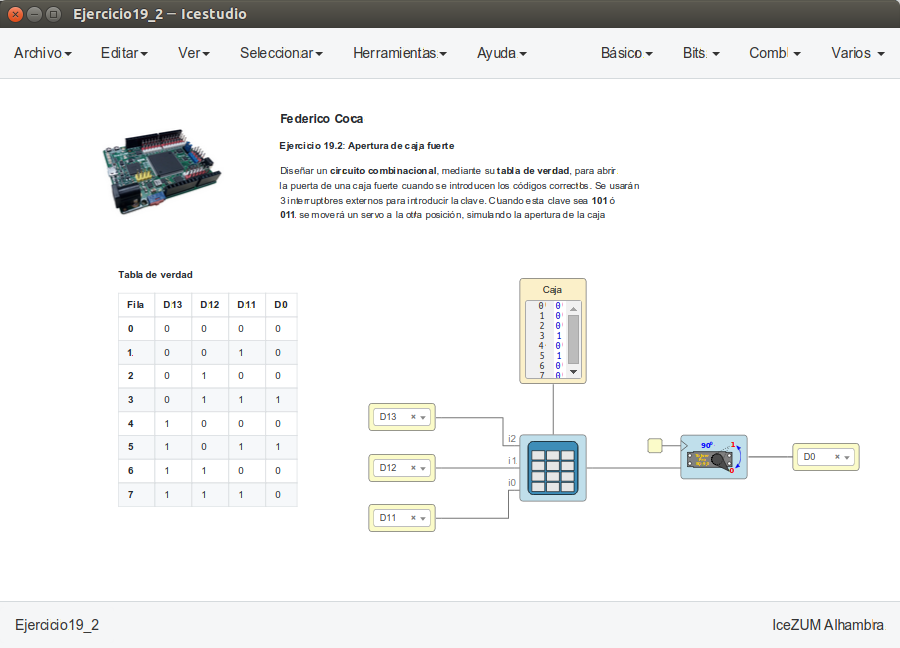 Ejercicio19_2 — Icestudio
Archivo Editar Ver Seleccionar Herramientas Ayuda Básico Bits Comb Varios
Federico Coca
Ejercicio 19.2: Apertura de caja fuerte
Diseñar un circuito combinacional, mediante su tabla de verdad, para abrir
la puerta de una caja fuerte cuando se introducen los códigos correctos. Se usarán
3 interruptores externos para introducir la clave. Cuando esta clave sea 101 ó
011. se moverá un servo a la otra posición, simulando la apertura de la caja
Tabla de verdad
Fila D13 D12 D11 D0
0 0 0 0 0
1 0 0 1 0
2 0 1 0 0
3 0 1 1 1
4 1 0 0 0
5 1 0 1 1
6 1 1 0 0
7 1 1 1 0
Caja
0 0
1 0
2 0
3 1
4 0
5 1
6 0
7 0
D13
i2
D12
i1
i0
D11
90º
1
0
D0
Ejercicio19_2
IceZUM Alhambra